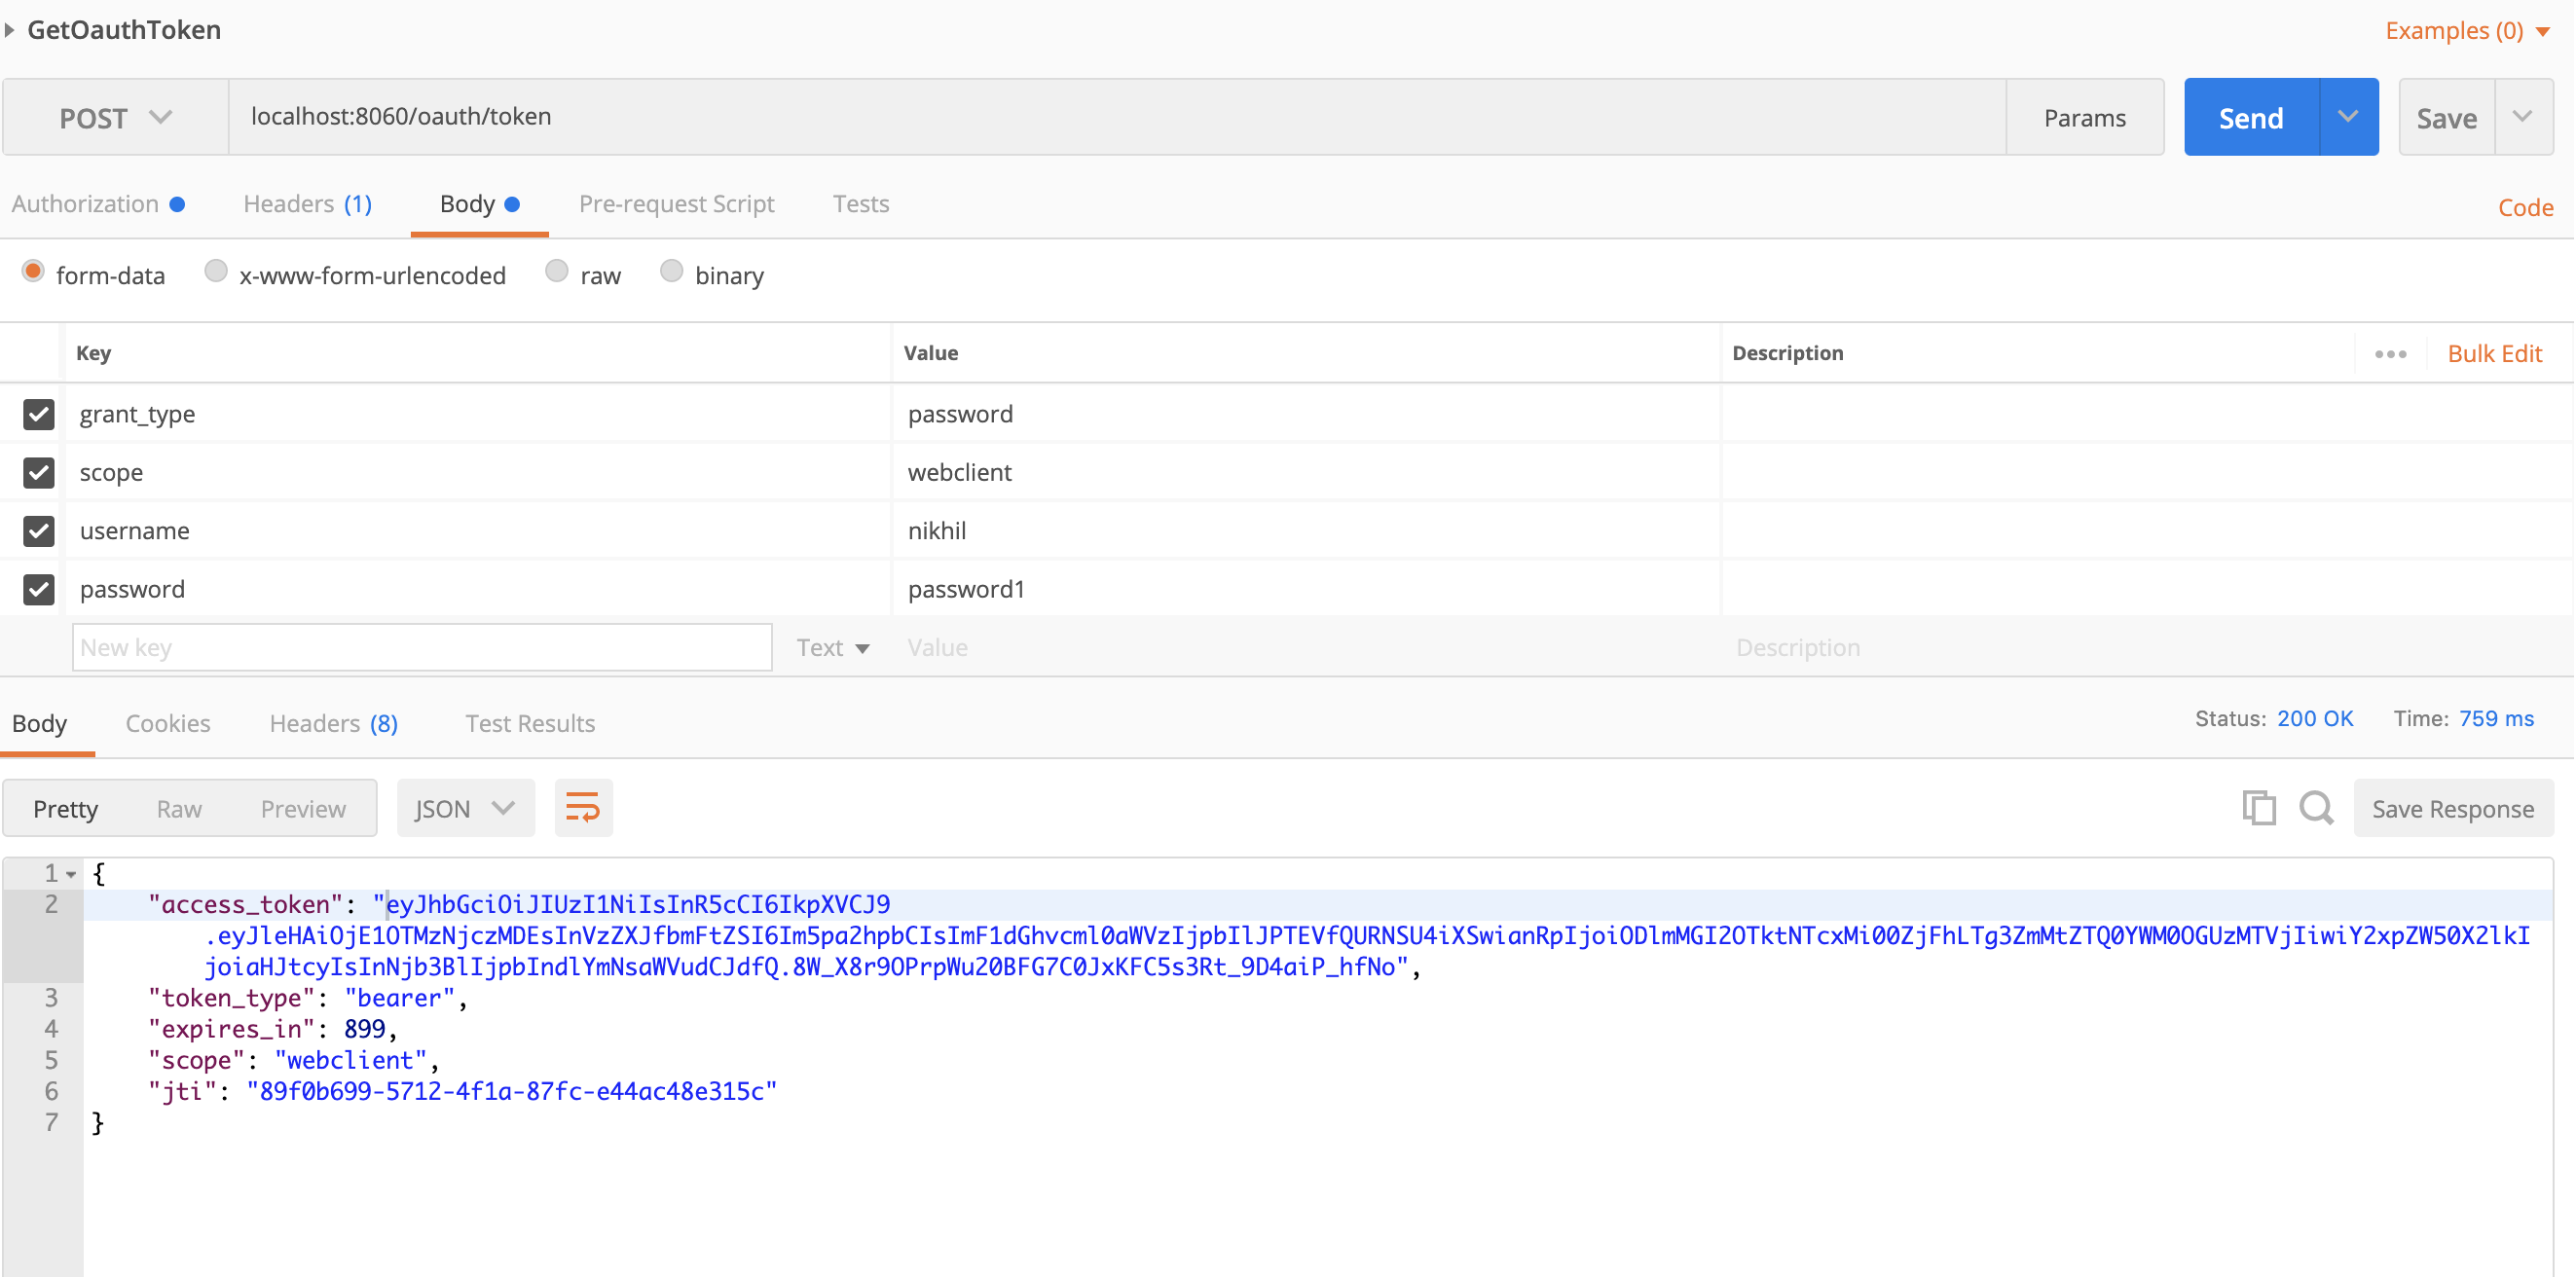 GetOauthToken
Examples (0)
POST
localhost:8060/oauth/token
Params
Send
Save
Authorization
Headers (1)
Body
Pre-request Script
Tests
Code
form-data
x-www-form-urlencoded
raw
binary
Key
Value
Description
Bulk Edit
grant_type
password
scope
webclient
username
nikhil
password
password1
New key
Text
Value
Description
Body
Cookies
Headers (8)
Test Results
Status: 200 OK
Time: 759 ms
Pretty
Raw
Preview
JSON
Save Response
1 {
2 "access_token": "eyJhbGciOiJIUzI1NiIsInR5cCI6IkpXVCJ9
.eyJleHAiOjE1OTMzNjczMDEsInVzZXJfbmFtZSI6Im5pa2hpbCIsImF1dGhvcml0aWVzIjpbIlJPTEVfQURNSU4iXSwianRpIjoiODlmMGI2OTktNTcxMi00ZjFhLTg3ZmMtZTQ0YWM0OGUzMTVjIiwiY2xpZW50X2lkI
joiaHJtcyIsInNjb3BlIjpbIndlYmNsaWVudCJdfQ.8W_X8r9OPrpWu20BFG7C0JxKFC5s3Rt_9D4aiP_hfNo",
3 "token_type": "bearer",
4 "expires_in": 899,
5 "scope": "webclient",
6 "jti": "89f0b699-5712-4f1a-87fc-e44ac48e315c"
7 }